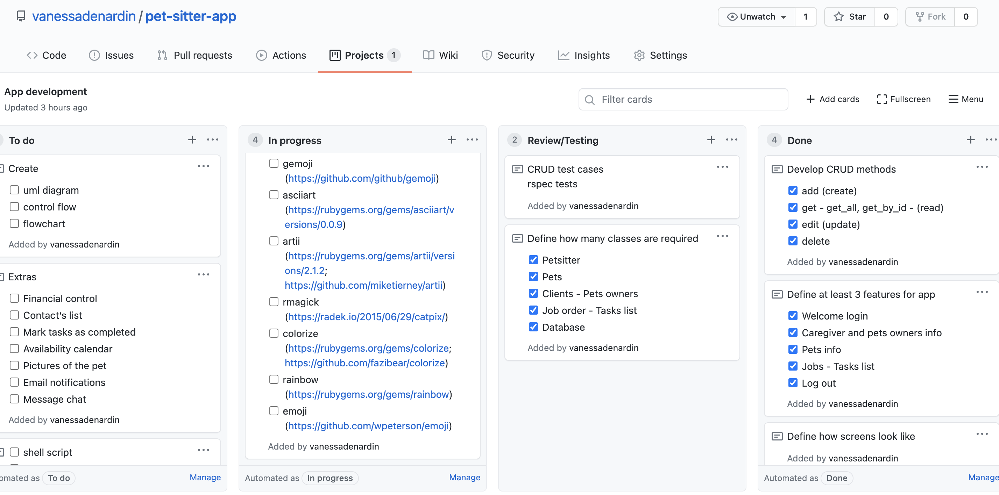 vanessadenardin / pet-sitter-app
Unwatch 1
Star 0
Fork 0
Code
Issues
Pull requests
Actions
Projects 1
Wiki
Security
Insights
Settings
App development
Updated 3 hours ago
Filter cards
Add cards
Fullscreen
Menu
To do
Create
uml diagram
control flow
flowchart
Added by vanessadenardin
Extras
Financial control
Contact’s list
Mark tasks as completed
Availability calendar
Pictures of the pet
Email notifications
Message chat
Added by vanessadenardin
shell script
omated as To do
Manage
4 In progress
gemoji
(https://github.com/github/gemoji)
asciiart
(https://rubygems.org/gems/asciiart/v
ersions/0.0.9)
artii
(https://rubygems.org/gems/artii/versi
ons/2.1.2;
https://github.com/miketierney/artii)
rmagick
(https://radek.io/2015/06/29/catpix/)
colorize
(https://rubygems.org/gems/colorize;
https://github.com/fazibear/colorize)
rainbow
(https://rubygems.org/gems/rainbow)
emoji
(https://github.com/wpeterson/emoji)
Added by vanessadenardin
Automated as In progress
Manage
2 Review/Testing
CRUD test cases
rspec tests
Added by vanessadenardin
Define how many classes are required
Petsitter
Pets
Clients - Pets owners
Job order - Tasks list
Database
Added by vanessadenardin
4 Done
Develop CRUD methods
add (create)
get - get_all, get_by_id - (read)
edit (update)
delete
Added by vanessadenardin
Define at least 3 features for app
Welcome login
Caregiver and pets owners info
Pets info
Jobs - Tasks list
Log out
Added by vanessadenardin
Define how screens look like
Added by vanessadenardin
Automated as Done
Manage